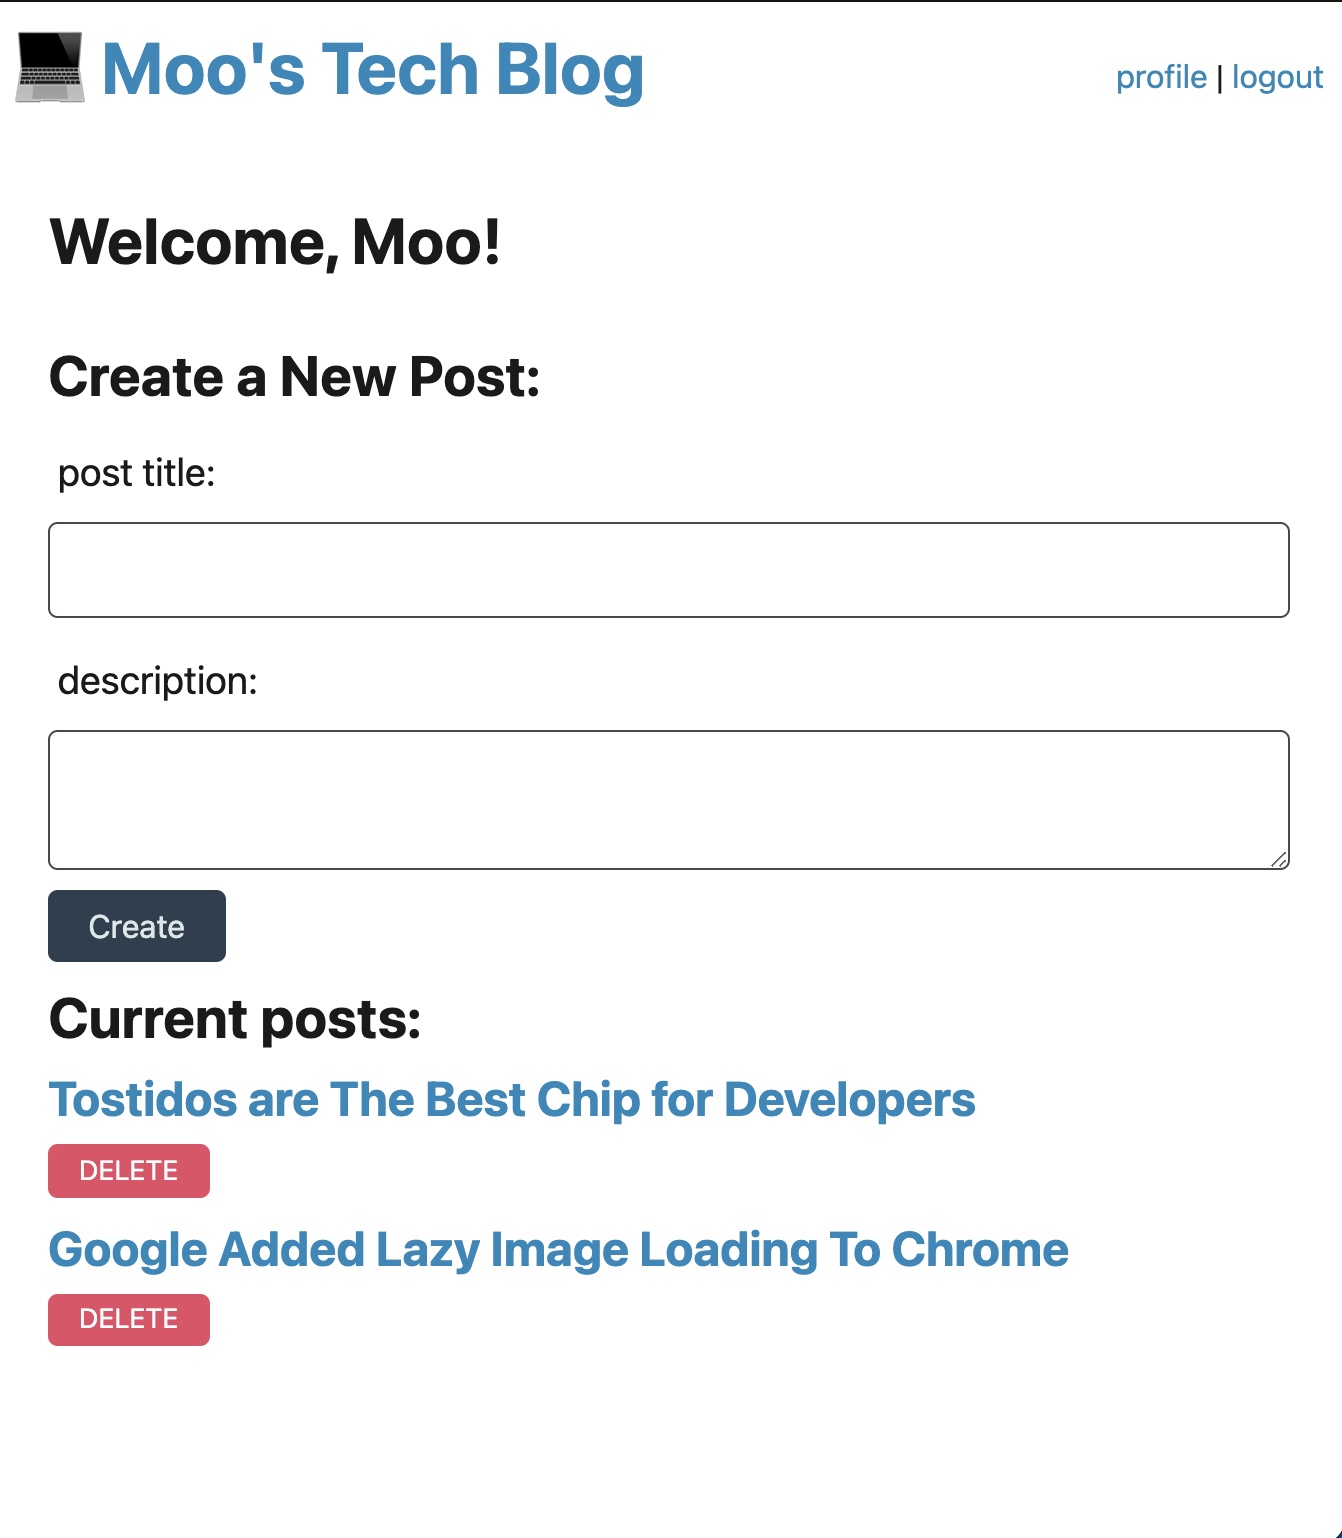 Moo's Tech Blog
profile | logout
Welcome, Moo!
Create a New Post:
post title:
description:
Create
Current posts:
Tostidos are The Best Chip for Developers
DELETE
Google Added Lazy Image Loading To Chrome
DELETE